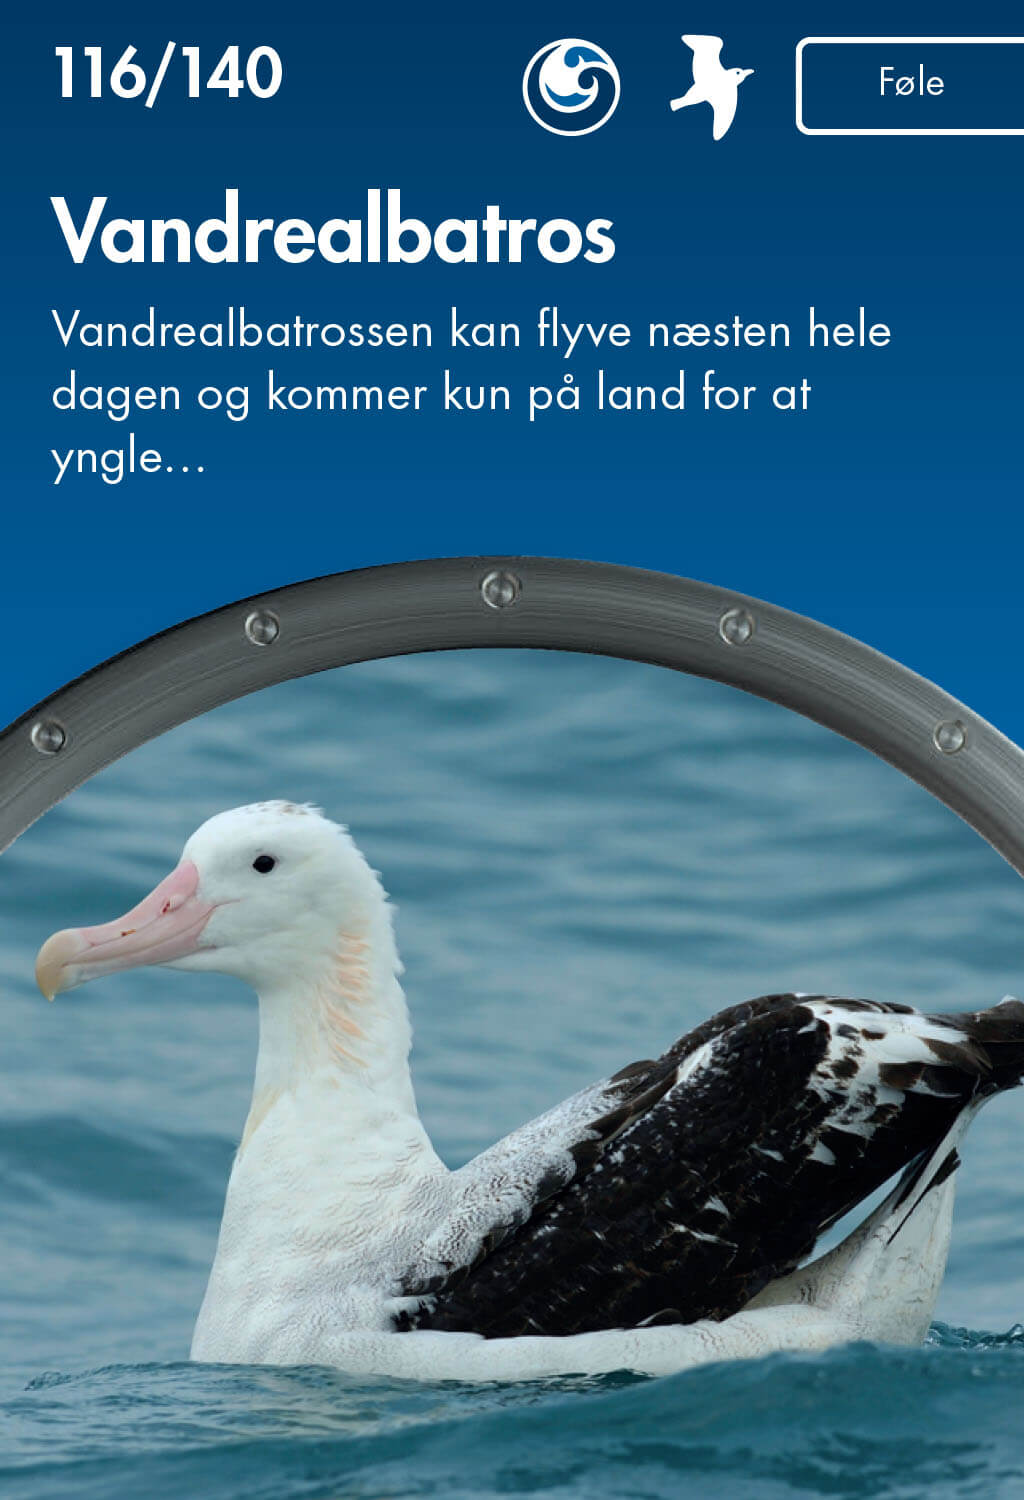 116/140
Føle
Vandrealbatros
Vandrealbatrossen kan flyve næsten hele
dagen og kommer kun på land for at
yngle…